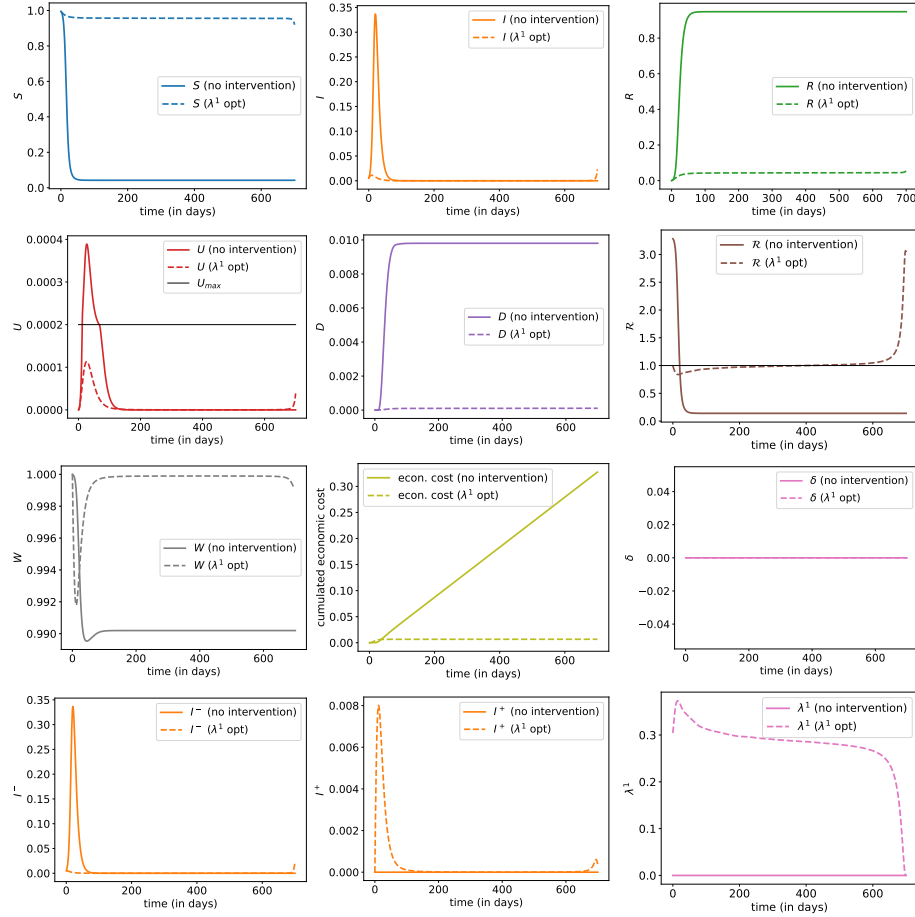 1.0
0.8
0.6
0.4
0.2
0.0
S
S (no intervention)
S (λ¹ opt)
0 200 400 600
time (in days)
0.35
0.30
0.25
0.20
0.15
0.10
0.05
0.00
I
I (no intervention)
I (λ¹ opt)
0 200 400 600
time (in days)
0.8
0.6
0.4
0.2
0.0
R
R (no intervention)
R (λ¹ opt)
0 100 200 300 400 500 600 700
time (in days)
0.0004
0.0003
0.0002
0.0001
0.0000
U
U (no intervention)
U (λ¹ opt)
Umax
0 200 400 600
time (in days)
0.010
0.008
0.006
0.004
0.002
0.000
D
D (no intervention)
D (λ¹ opt)
0 200 400 600
time (in days)
3.0
2.5
2.0
1.5
1.0
0.5
0.0
ℛ
ℛ (no intervention)
ℛ (λ¹ opt)
0 200 400 600
time (in days)
1.000
0.998
0.996
0.994
0.992
0.990
W
W (no intervention)
W (λ¹ opt)
0 200 400 600
time (in days)
0.30
0.25
0.20
0.15
0.10
0.05
0.00
cumulated economic cost
econ. cost (no intervention)
econ. cost (λ¹ opt)
0 200 400 600
time (in days)
0.04
0.02
0.00
−0.02
−0.04
δ
δ (no intervention)
δ (λ¹ opt)
0 200 400 600
time (in days)
0.35
0.30
0.25
0.20
0.15
0.10
0.05
0.00
I⁻
I⁻ (no intervention)
I⁻ (λ¹ opt)
0 200 400 600
time (in days)
0.008
0.006
0.004
0.002
0.000
I⁺
I⁺ (no intervention)
I⁺ (λ¹ opt)
0 200 400 600
time (in days)
0.3
0.2
0.1
0.0
λ¹
λ¹ (no intervention)
λ¹ (λ¹ opt)
0 200 400 600
time (in days)